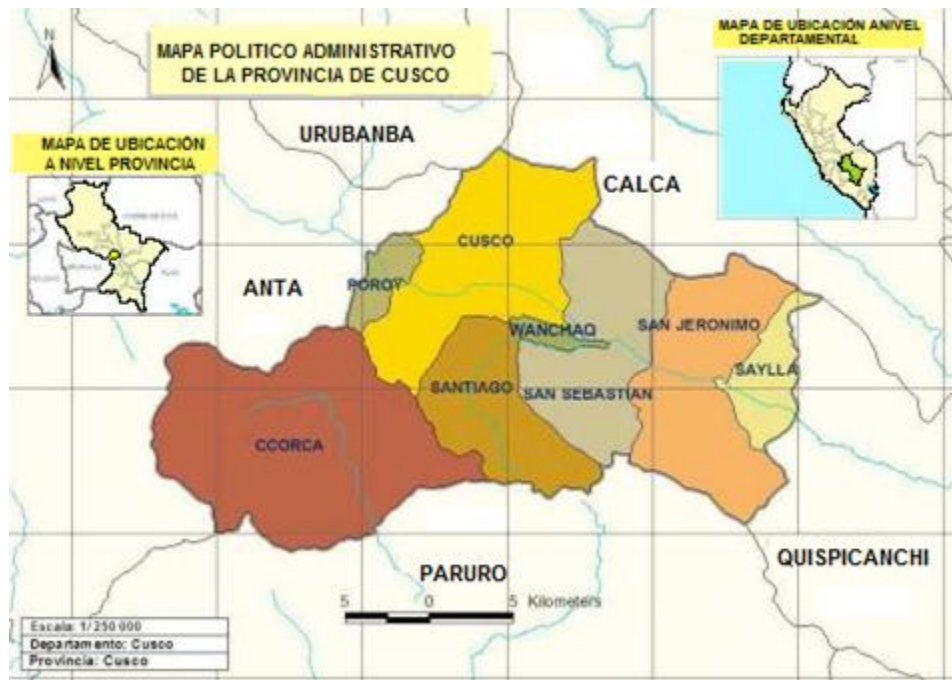 N
MAPA POLITICO ADMINISTRATIVO
DE LA PROVINCIA DE CUSCO
MAPA DE UBICACIÓN ANIVEL
DEPARTAMENTAL
MAPA DE UBICACIÓN
A NIVEL PROVINCIA
URUBANBA
CALCA
CUSCO
ANTA
POROY
WANCHAQ
SAN JERONIMO
SAYLLA
SANTIAGO
SAN SEBASTIAN
CCORCA
PARURO
QUISPICANCHI
5 0 5 Kilometers
Escala: 1/250 000
Departamento: Cusco
Provincia: Cusco